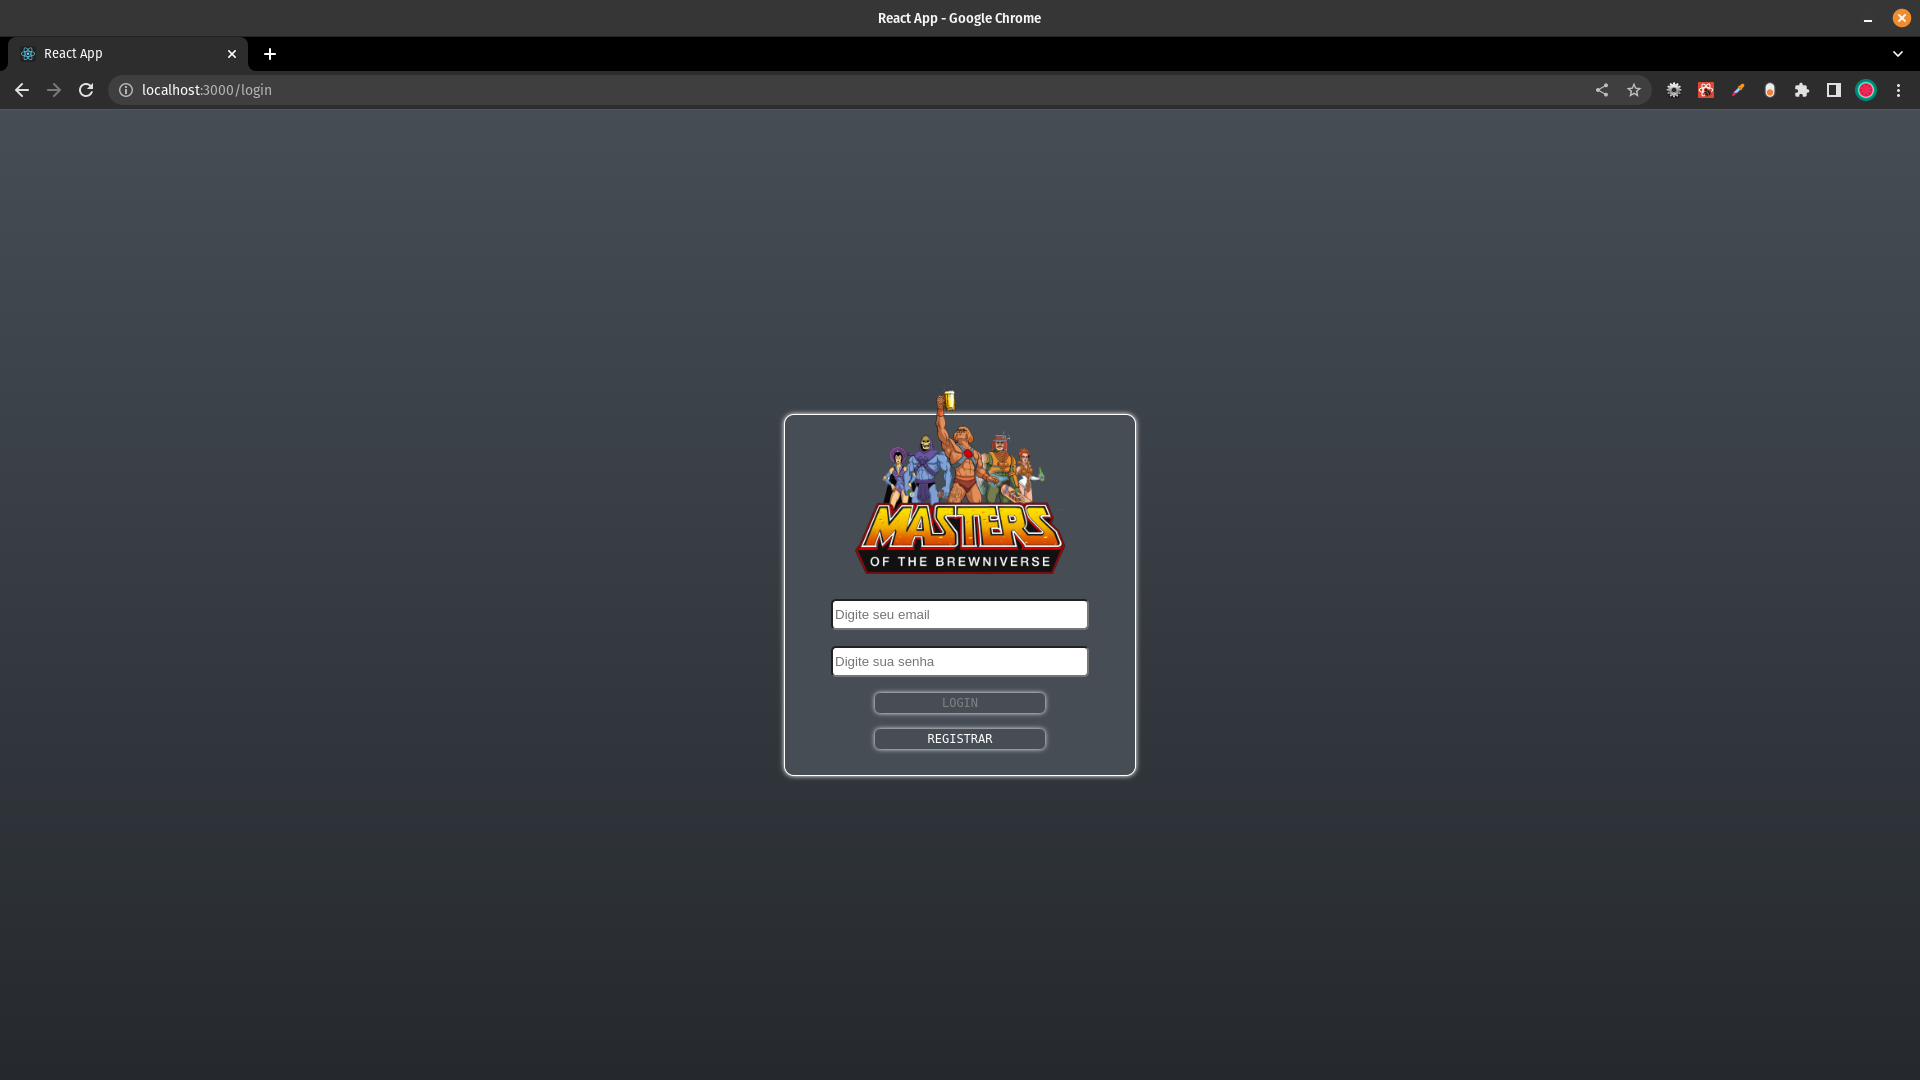 React App - Google Chrome
React App
localhost:3000/login
MASTERS
OF THE BREWNIVERSE
Digite seu email
Digite sua senha
LOGIN
REGISTRAR